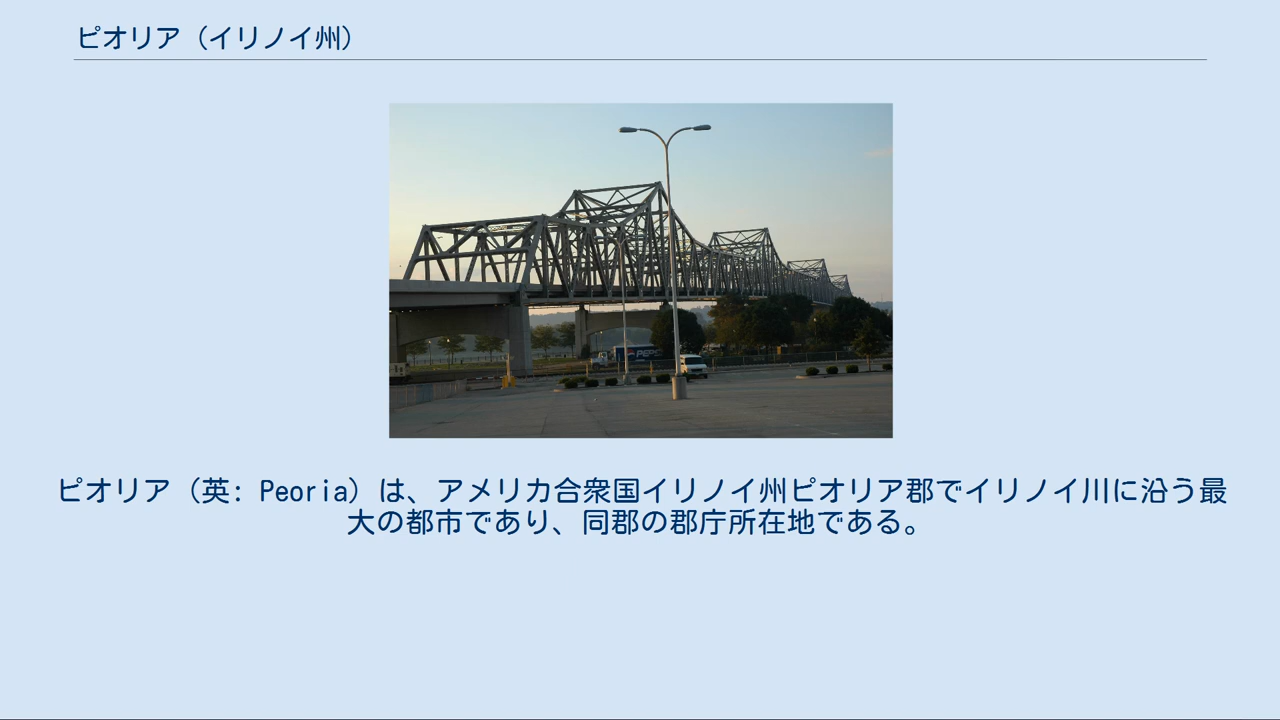 ピオリア（イリノイ州）
PEPSI
ピオリア（英: Peoria）は、アメリカ合衆国イリノイ州ピオリア郡でイリノイ川に沿う最
大の都市であり、同郡の郡庁所在地である。